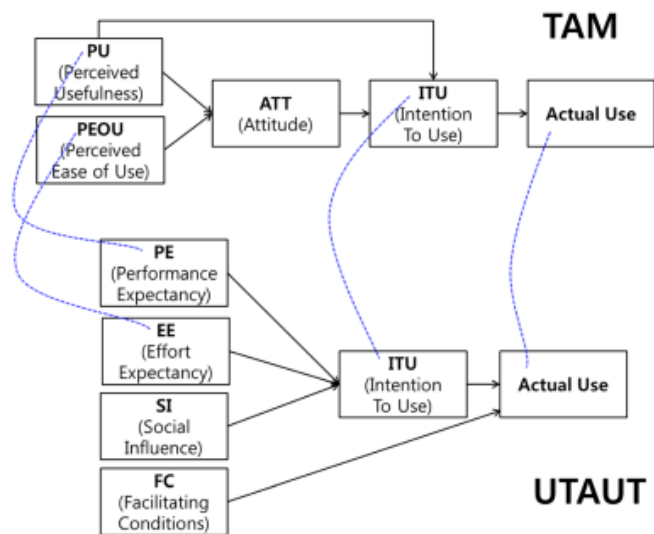 TAM
PU
(Perceived
Usefulness)
PEOU
(Perceived
Ease of Use)
ATT
(Attitude)
ITU
(Intention
To Use)
Actual Use
PE
(Performance
Expectancy)
EE
(Effort
Expectancy)
SI
(Social
Influence)
FC
(Facilitating
Conditions)
ITU
(Intention
To Use)
Actual Use
UTAUT